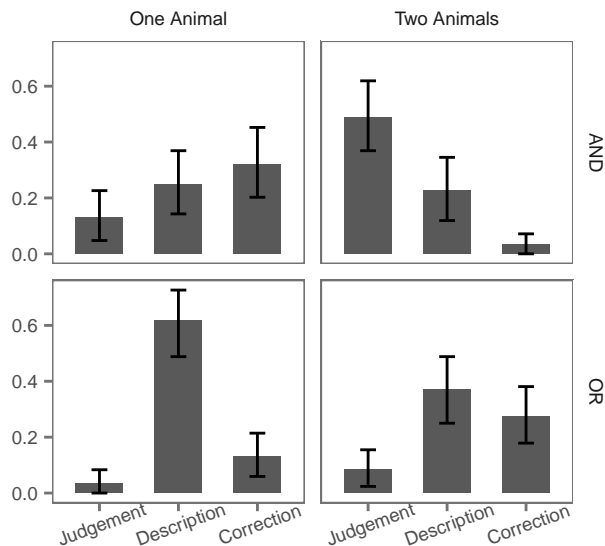 One Animal Two Animals
0.6
0.4
0.2
0.0
AND
0.6
0.4
0.2
0.0
OR
Judgement Description Correction Judgement Description Correction